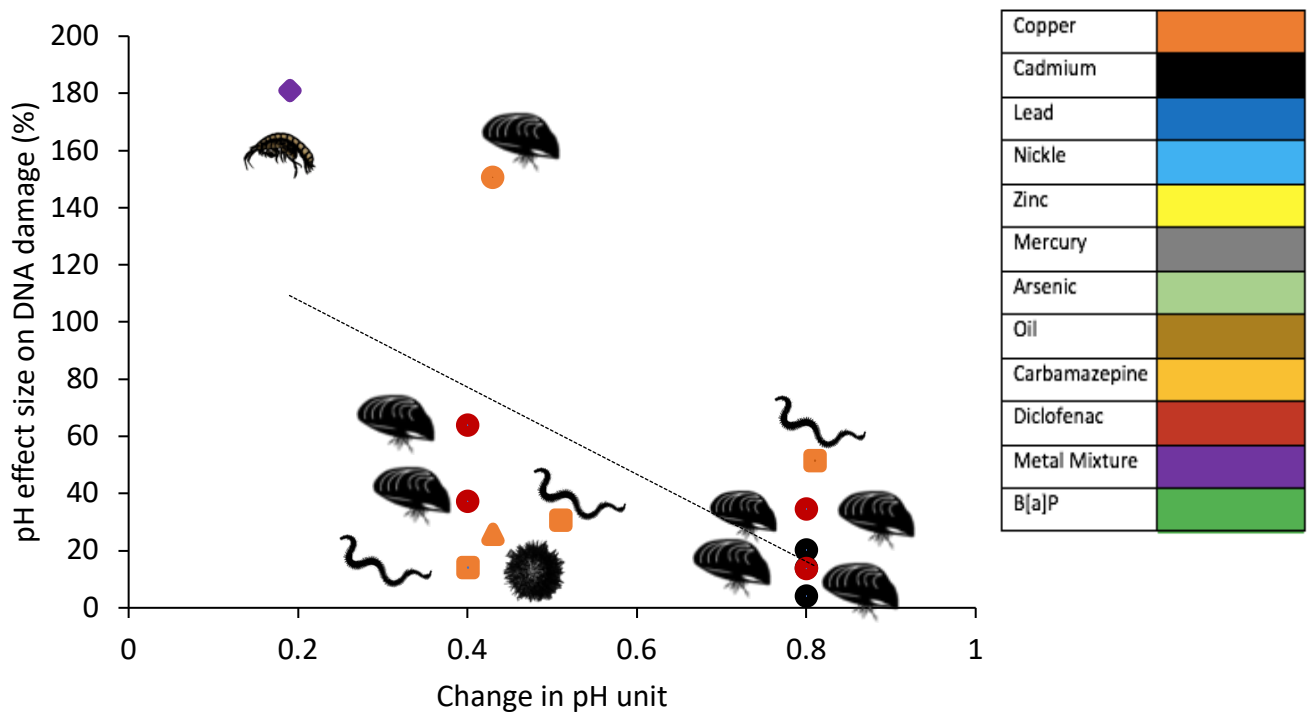 200
180
160
140
120
100
80
60
40
20
0
pH effect size on DNA damage (%)
0 0.2 0.4 0.6 0.8 1
Change in pH unit
Copper
Cadmium
Lead
Nickle
Zinc
Mercury
Arsenic
Oil
Carbamazepine
Diclofenac
Metal Mixture
B[a]P